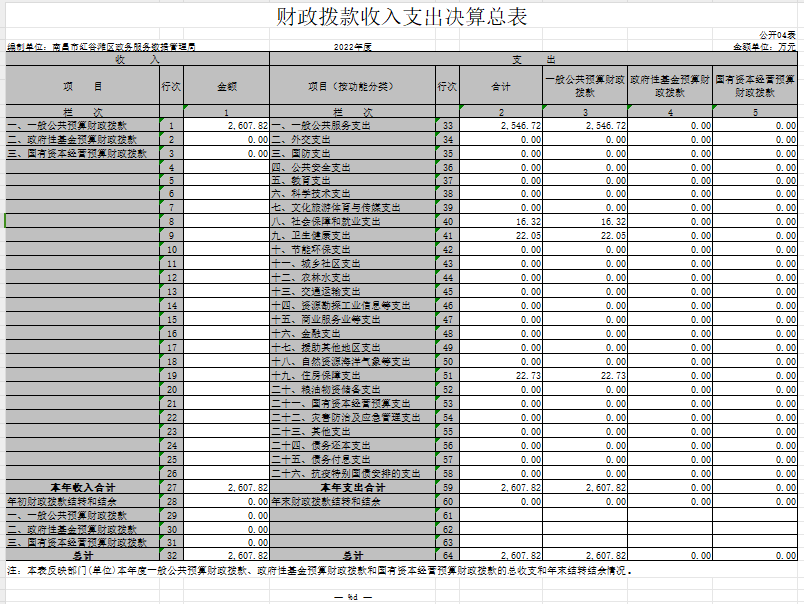 财政拨款收入支出决算总表
公开04表
编制单位：南昌市红谷滩区政务服务数据管理局 2022年度 金额单位：万元
收 入 支 出
项 目 行次 金额 项目（按功能分类） 行次 合计 一般公共预算财政拨款 政府性基金预算财政拨款 国有资本经营预算财政拨款
栏 次 1 栏 次 2 3 4 5
一、一般公共预算财政拨款 1 2,607.82 一、一般公共服务支出 33 2,546.72 2,546.72 0.00 0.00
二、政府性基金预算财政拨款 2 0.00 二、外交支出 34 0.00 0.00 0.00 0.00
三、国有资本经营预算财政拨款 3 0.00 三、国防支出 35 0.00 0.00 0.00 0.00
4 四、公共安全支出 36 0.00 0.00 0.00 0.00
5 五、教育支出 37 0.00 0.00 0.00 0.00
6 六、科学技术支出 38 0.00 0.00 0.00 0.00
7 七、文化旅游体育与传媒支出 39 0.00 0.00 0.00 0.00
8 八、社会保障和就业支出 40 16.32 16.32 0.00 0.00
9 九、卫生健康支出 41 22.05 22.05 0.00 0.00
10 十、节能环保支出 42 0.00 0.00 0.00 0.00
11 十一、城乡社区支出 43 0.00 0.00 0.00 0.00
12 十二、农林水支出 44 0.00 0.00 0.00 0.00
13 十三、交通运输支出 45 0.00 0.00 0.00 0.00
14 十四、资源勘探工业信息等支出 46 0.00 0.00 0.00 0.00
15 十五、商业服务业等支出 47 0.00 0.00 0.00 0.00
16 十六、金融支出 48 0.00 0.00 0.00 0.00
17 十七、援助其他地区支出 49 0.00 0.00 0.00 0.00
18 十八、自然资源海洋气象等支出 50 0.00 0.00 0.00 0.00
19 十九、住房保障支出 51 22.73 22.73 0.00 0.00
20 二十、粮油物资储备支出 52 0.00 0.00 0.00 0.00
21 二十一、国有资本经营预算支出 53 0.00 0.00 0.00 0.00
22 二十二、灾害防治及应急管理支出 54 0.00 0.00 0.00 0.00
23 二十三、其他支出 55 0.00 0.00 0.00 0.00
24 二十四、债务还本支出 56 0.00 0.00 0.00 0.00
25 二十五、债务付息支出 57 0.00 0.00 0.00 0.00
26 二十六、抗疫特别国债安排的支出 58 0.00 0.00 0.00 0.00
本年收入合计 27 2,607.82 本年支出合计 59 2,607.82 2,607.82 0.00 0.00
年初财政拨款结转和结余 28 0.00 年末财政拨款结转和结余 60 0.00 0.00 0.00 0.00
一、一般公共预算财政拨款 29 0.00 61
二、政府性基金预算财政拨款 30 0.00 62
三、国有资本经营预算财政拨款 31 0.00 63
总计 32 2,607.82 总计 64 2,607.82 2,607.82 0.00 0.00
注：本表反映部门(单位)本年度一般公共预算财政拨款、政府性基金预算财政拨款和国有资本经营预算财政拨款的总收支和年末结转结余情况。
— %d —